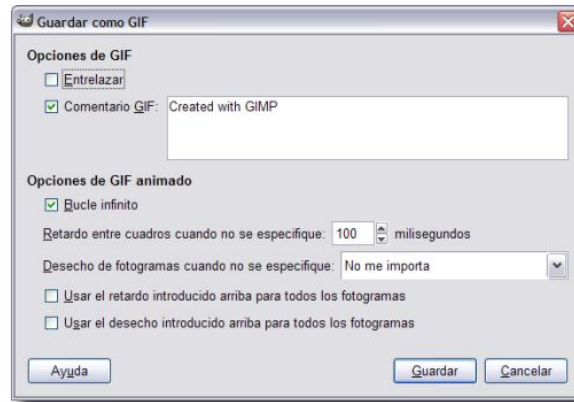 Guardar como GIF
Opciones de GIF
Entrelazar
Comentario GIF: Created with GIMP
Opciones de GIF animado
Bucle infinito
Retardo entre cuadros cuando no se especifique: 100 milisegundos
Desecho de fotogramas cuando no se especifique: No me importa
Usar el retardo introducido arriba para todos los fotogramas
Usar el desecho introducido arriba para todos los fotogramas
Ayuda Guardar Cancelar